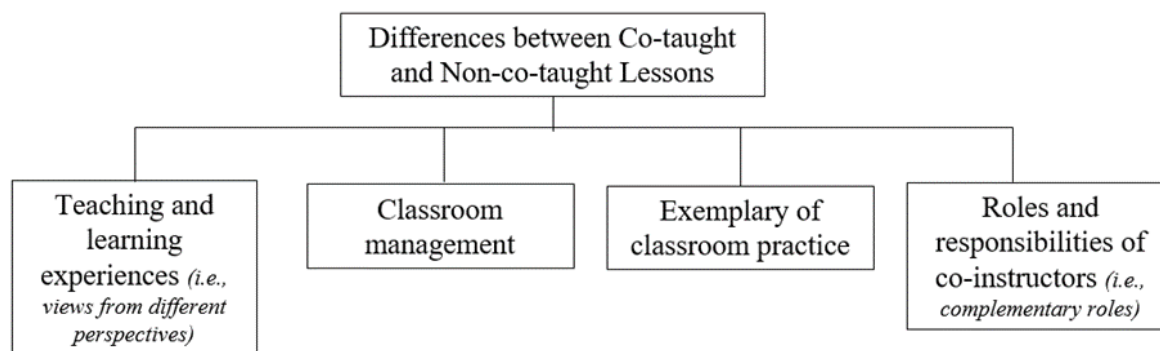 Differences between Co-taught
and Non-co-taught Lessons
Teaching and
learning
experiences (i.e.,
views from different
perspectives)
Classroom
management
Exemplary of
classroom practice
Roles and
responsibilities of
co-instructors (i.e.,
complementary roles)